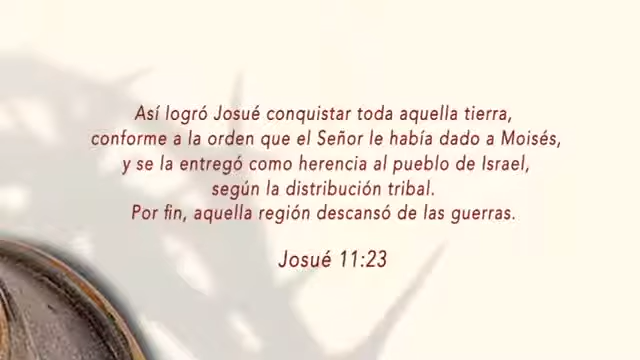 Así logró Josué conquistar toda aquella tierra,
conforme a la orden que el Señor le había dado a Moisés,
y se la entregó como herencia al pueblo de Israel,
según la distribución tribal.
Por fin, aquella región descansó de las guerras.
Josué 11:23